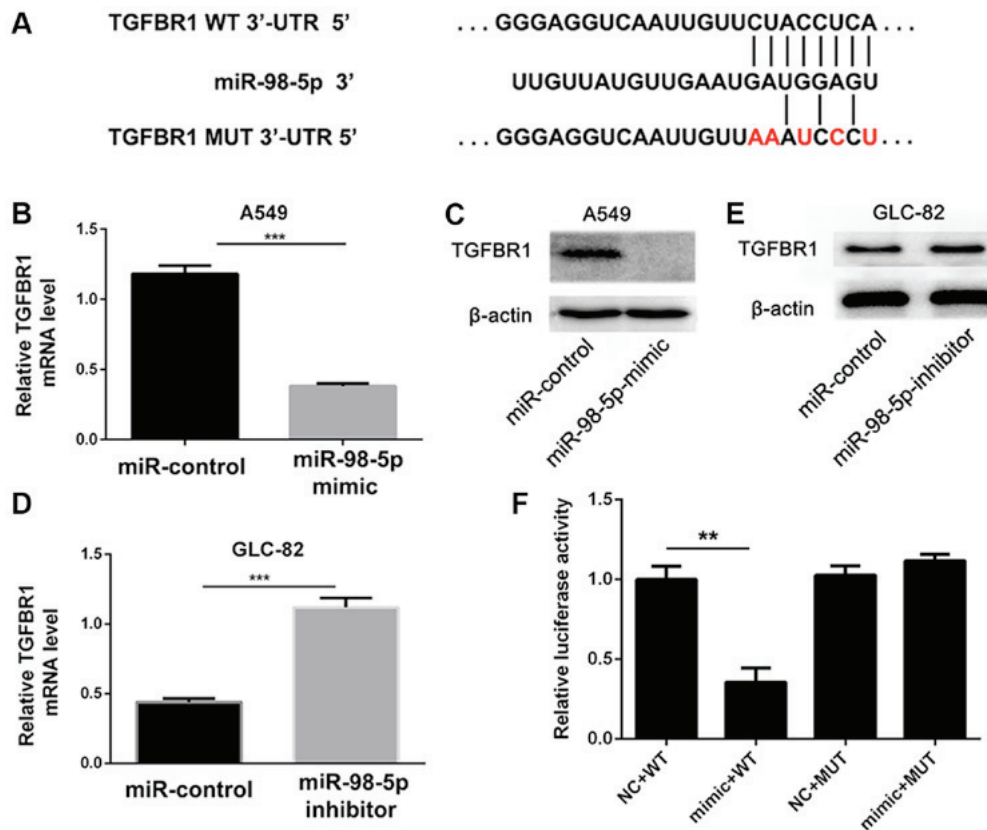 A
TGFBR1 WT 3'-UTR 5' ...GGGAGGUCAAUUGUUCUACCUCA...
miR-98-5p 3' UUGUUAUGUUGAAUGAUGGAGU
TGFBR1 MUT 3'-UTR 5' ...GGGAGGUCAAUUGUUAAAUCCCU...
B
A549
***
Relative TGFBR1
mRNA level
1.5
1.0
0.5
0.0
miR-control
miR-98-5p
mimic
C
A549
TGFBR1
β-actin
miR-control
miR-98-5p-mimic
E
GLC-82
TGFBR1
β-actin
miR-control
miR-98-5p-inhibitor
D
GLC-82
***
Relative TGFBR1
mRNA level
1.5
1.0
0.5
0.0
miR-control
miR-98-5p
inhibitor
F
**
Relative luciferase activity
1.5
1.0
0.5
0.0
NC+WT
mimic+WT
NC+MUT
mimic+MUT